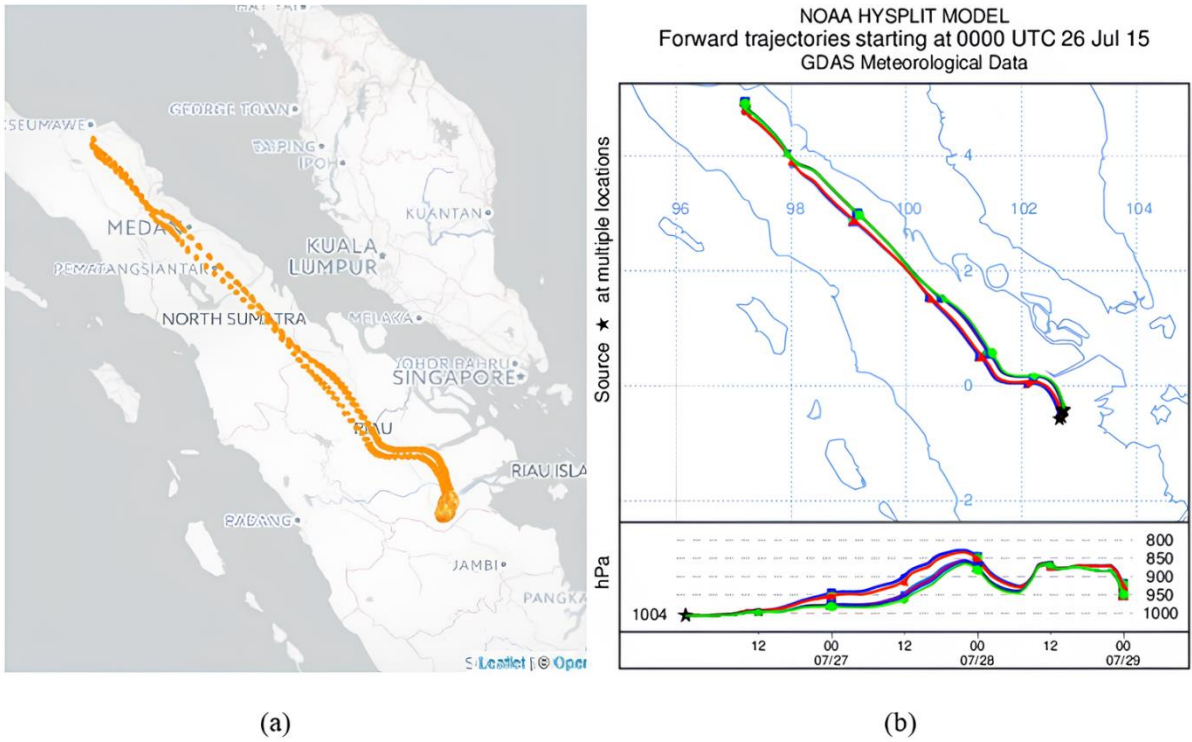 SEUMAWE
GEORGE TOWN
IPOH
KUANTAN
MEDAN
KUALA
LUMPUR
PEMATANGSIANTAR
NORTH SUMATRA
MELAKA
JOHOR BAHRU
SINGAPORE
RIAU
RIAU ISLA
PADANG
JAMBI
PANGKA
Leaflet | © Open
(a)
NOAA HYSPLIT MODEL
Forward trajectories starting at 0000 UTC 26 Jul 15
GDAS Meteorological Data
Source ★ at multiple locations
4
96 98 100 102 104
2
0
-2
hPa
800
850
900
950
1004 1000
12 00 12 00 12 00
07/27 07/28 07/29
(b)